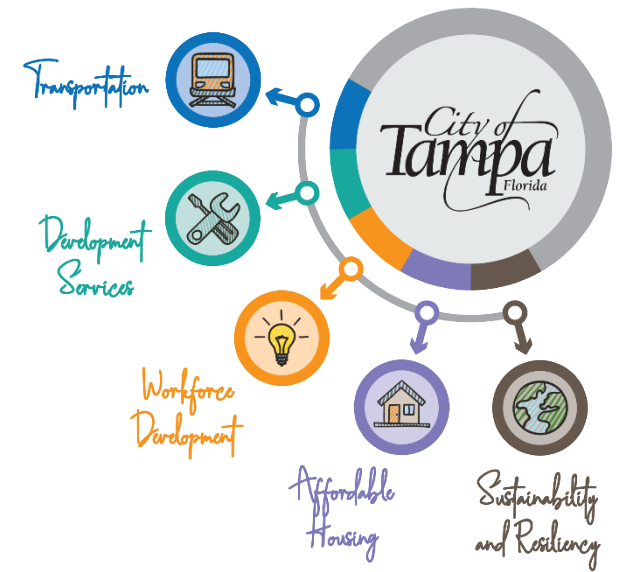 City of
Tampa
Florida
Transportation
Development
Services
Workforce
Development
Affordable
Housing
Sustainability
and Resiliency